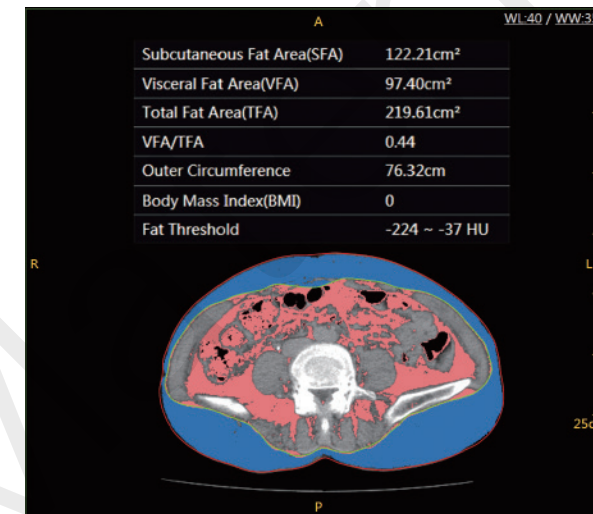 A
WL:40 / WW:3
Subcutaneous Fat Area(SFA) 122.21cm²
Visceral Fat Area(VFA) 97.40cm²
Total Fat Area(TFA) 219.61cm²
VFA/TFA 0.44
Outer Circumference 76.32cm
Body Mass Index(BMI) 0
Fat Threshold -224 ~ -37 HU
R
L
25c
P